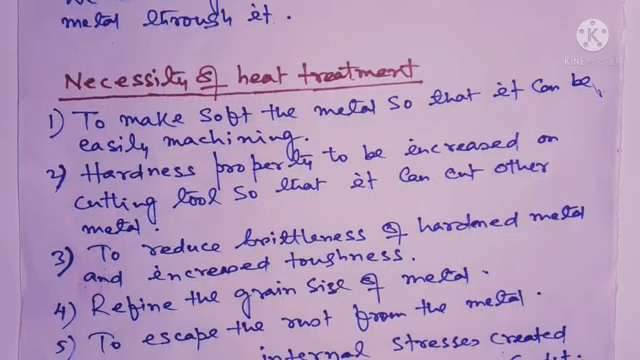 metal through it.
KINEMASTER
Necessity of heat treatment
1) To make soft the metal so that it can be
easily machining.
2) Hardness property to be increased on
cutting tool so that it can cut other
metal.
3) To reduce brittleness of hardened metal
and increased toughness.
4) Refine the grain size of metal.
5) To escape the rust from the metal.
internal stresses created